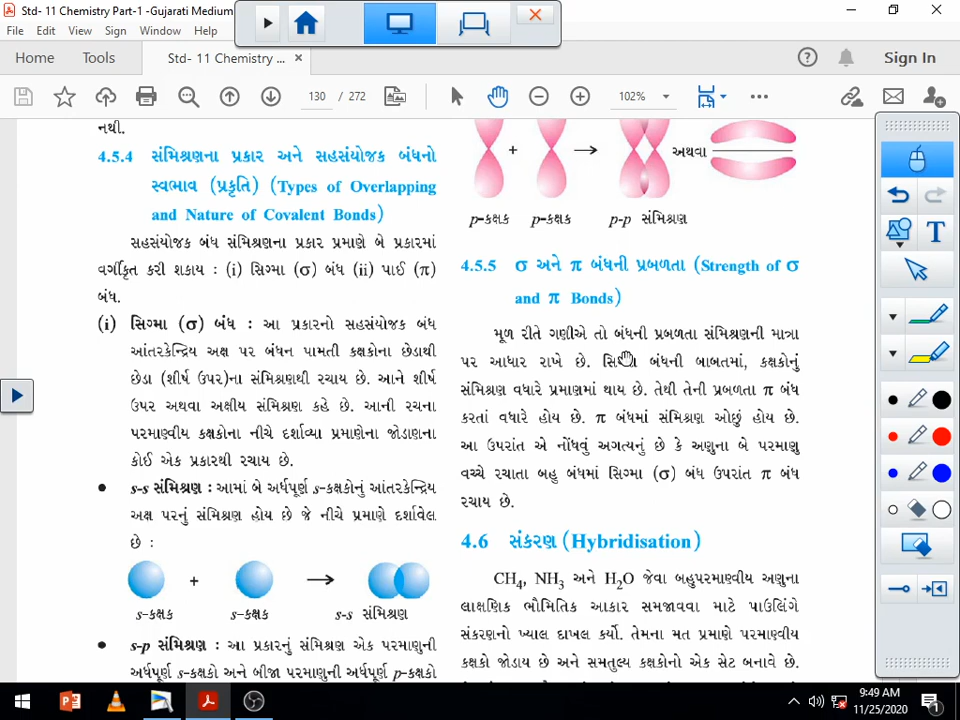 Std- 11 Chemistry Part-1 -Gujarati Medium
File Edit View Sign Window Help
Home Tools Std- 11 Chemistry ... × Sign In
130 / 272 102%
નથી.
4.5.4 સંમિશ્રણના પ્રકાર અને સહસંયોજક બંધનો
સ્વભાવ (પ્રકૃતિ) (Types of Overlapping
and Nature of Covalent Bonds)
સહસંયોજક બંધ સંમિશ્રણના પ્રકાર પ્રમાણે બે પ્રકારમાં
વર્ગીકૃત કરી શકાય : (i) સિગ્મા (σ) બંધ (ii) પાઈ (π)
બંધ.
(i) સિગ્મા (σ) બંધ : આ પ્રકારનો સહસંયોજક બંધ
આંતરકેન્દ્રિય અક્ષ પર બંધન પામતી કક્ષકોના છેડાથી
છેડા (શીર્ષ ઉપર)ના સંમિશ્રણથી રચાય છે. આને શીર્ષ
ઉપર અથવા અક્ષીય સંમિશ્રણ કહે છે. આની રચના
પરમાણ્વીય કક્ષકોના નીચે દર્શાવ્યા પ્રમાણેના જોડાણના
કોઈ એક પ્રકારથી રચાય છે.
• s-s સંમિશ્રણ : આમાં બે અર્ધપૂર્ણ s-કક્ષકોનું આંતરકેન્દ્રિય
અક્ષ પરનું સંમિશ્રણ હોય છે જે નીચે પ્રમાણે દર્શાવેલ
છે :
+ →
s-કક્ષક s-કક્ષક s-s સંમિશ્રણ
• s-p સંમિશ્રણ : આ પ્રકારનું સંમિશ્રણ એક પરમાણુની
અર્ધપૂર્ણ s-કક્ષકો અને બીજા પરમાણુની અર્ધપૂર્ણ p-કક્ષકો
+ → અથવા
p-કક્ષક p-કક્ષક p-p સંમિશ્રણ
4.5.5 σ અને π બંધની પ્રબળતા (Strength of σ
and π Bonds)
મૂળ રીતે ગણીએ તો બંધની પ્રબળતા સંમિશ્રણની માત્રા
પર આધાર રાખે છે. સિગ્મા બંધની બાબતમાં, કક્ષકોનું
સંમિશ્રણ વધારે પ્રમાણમાં થાય છે. તેથી તેની પ્રબળતા π બંધ
કરતાં વધારે હોય છે. π બંધમાં સંમિશ્રણ ઓછું હોય છે.
આ ઉપરાંત એ નોંધવું અગત્યનું છે કે અણુના બે પરમાણુ
વચ્ચે રચાતા બહુ બંધમાં સિગ્મા (σ) બંધ ઉપરાંત π બંધ
રચાય છે.
4.6 સંકરણ (Hybridisation)
CH₄, NH₃ અને H₂O જેવા બહુપરમાણ્વીય અણુના
લાક્ષણિક ભૌમિતિક આકાર સમજાવવા માટે પાઉલિંગે
સંકરણનો ખ્યાલ દાખલ કર્યો. તેમના મત પ્રમાણે પરમાણ્વીય
કક્ષકો જોડાય છે અને સમતુલ્ય કક્ષકોનો એક સેટ બનાવે છે.
T
9:49 AM
11/25/2020
1